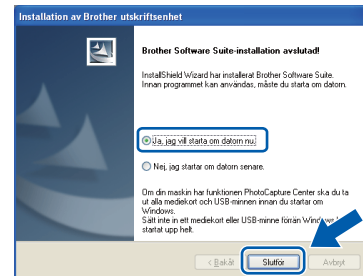 Installation av Brother utskriftsenhet
Brother Software Suite-installation avslutad!
InstallShield Wizard har installerat Brother Software Suite.
Innan programmet kan användas, måste du starta om datorn.
Ja, jag vill starta om datorn nu.
Nej, jag startar om datorn senare.
Om din maskin har funktionen PhotoCapture Center ska du ta
ut alla mediekort och USB-minnen innan du startar om
Windows.
Sätt inte in ett mediekort eller USB-minne förrän Windows
startat upp helt.
< Bakåt
Slutför
Avbryt